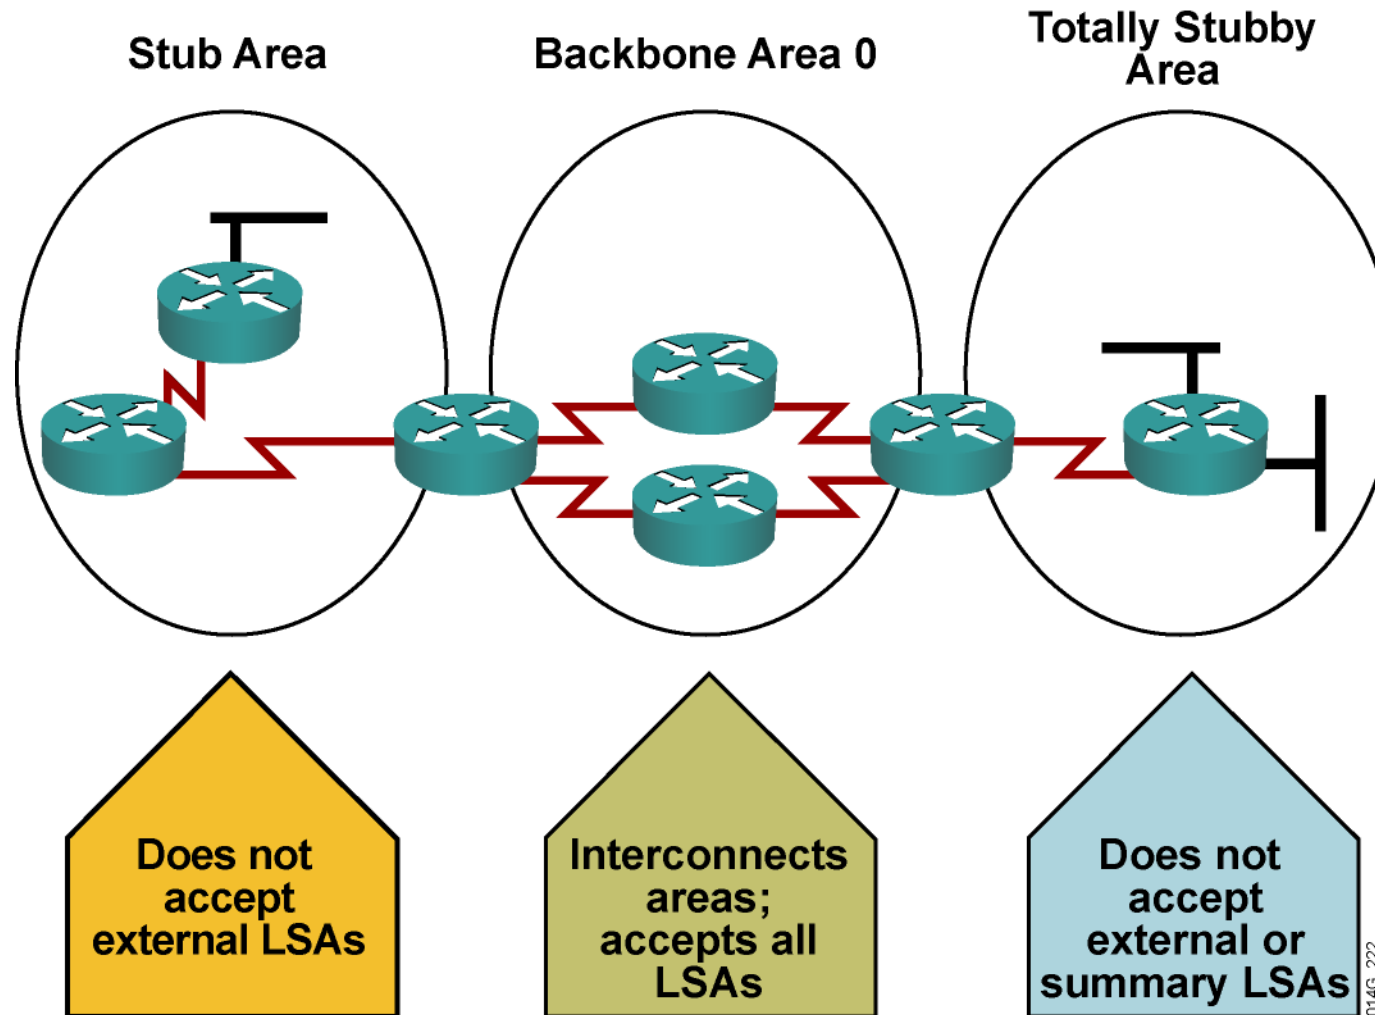 Stub Area
Backbone Area 0
Totally Stubby
Area
Does not
accept
external LSAs
Interconnects
areas;
accepts all
LSAs
Does not
accept
external or
summary LSAs
014G_222